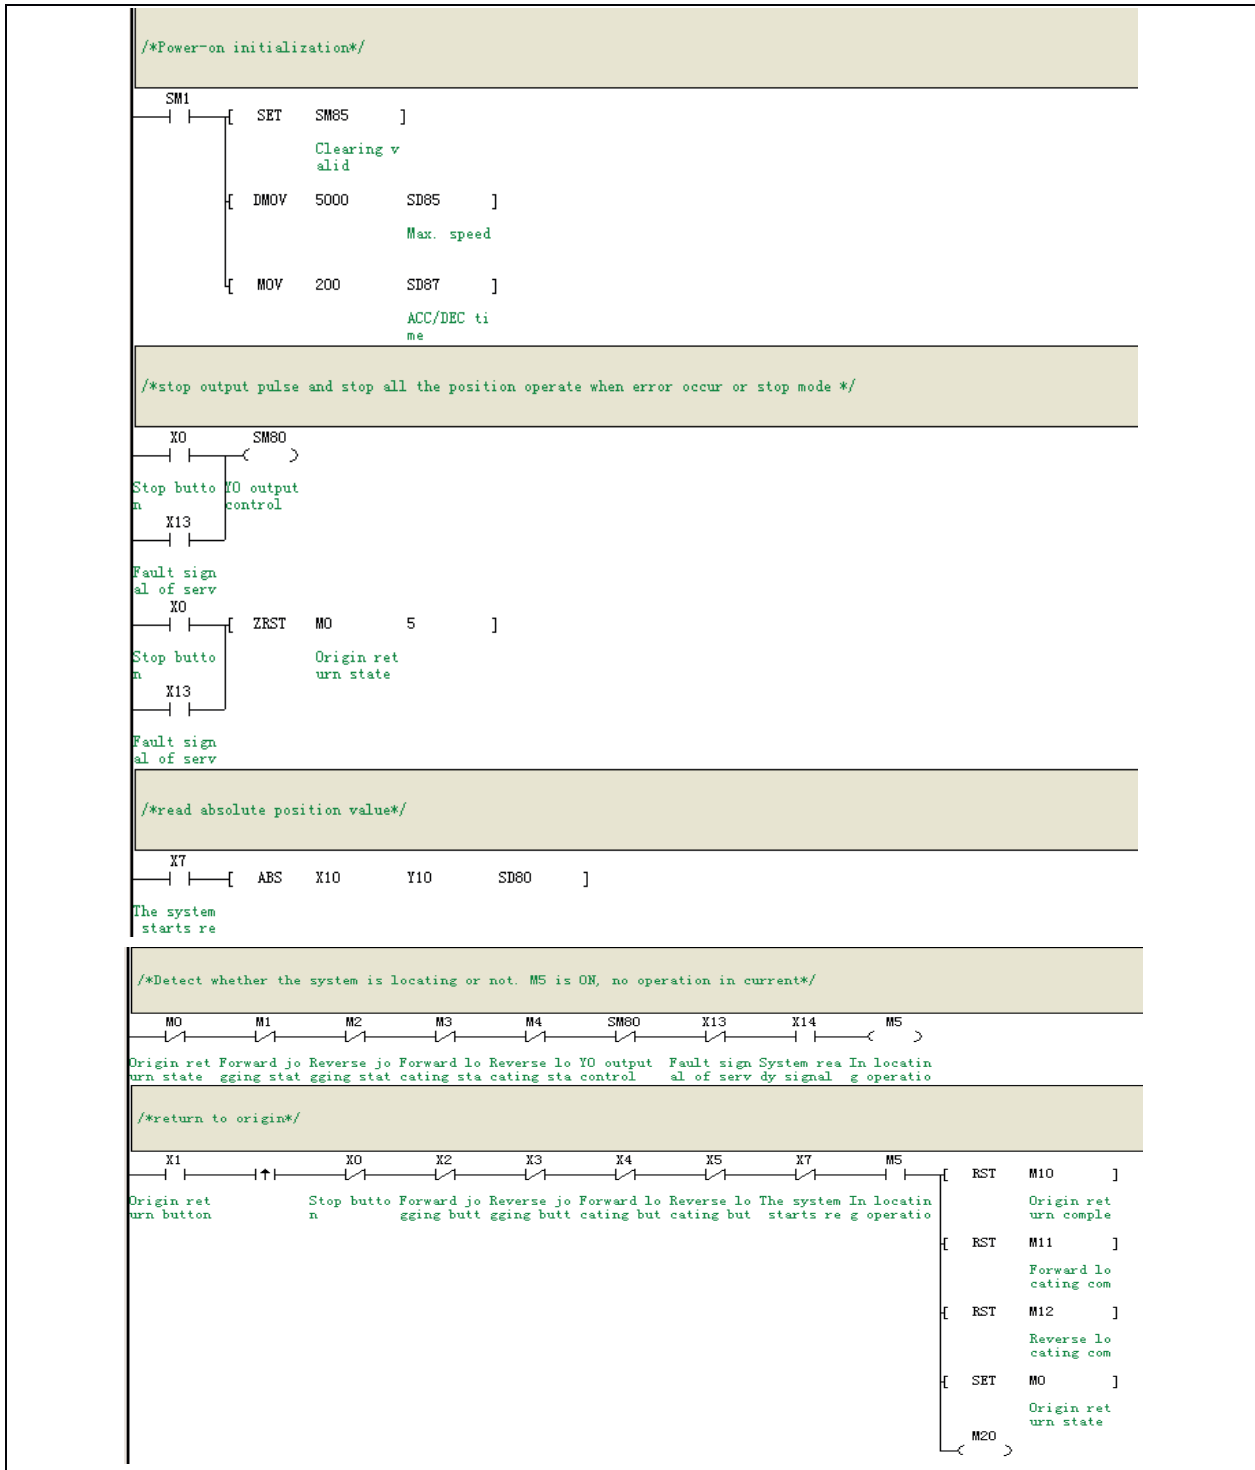 /*Power-on initialization*/
SM1
[ SET SM85 ]
Clearing v
alid
[ DMOV 5000 SD85 ]
Max. speed
[ MOV 200 SD87 ]
ACC/DEC ti
me
/*stop output pulse and stop all the position operate when error occur or stop mode */
X0 SM80
Stop butto Y0 output
n control
X13
Fault sign
al of serv
X0
[ ZRST M0 5 ]
Stop butto Origin ret
n urn state
X13
Fault sign
al of serv
/*read absolute position value*/
X7
[ ABS X10 Y10 SD80 ]
The system
starts re
/*Detect whether the system is locating or not. M5 is ON, no operation in current*/
M0 M1 M2 M3 M4 SM80 X13 X14 M5
Origin ret Forward jo Reverse jo Forward lo Reverse lo Y0 output Fault sign System rea In locatin
urn state gging stat gging stat cating sta cating sta control al of serv dy signal g operatio
/*return to origin*/
X1 X0 X2 X3 X4 X5 X7 M5
[ RST M10 ]
Origin ret Stop butto Forward jo Reverse jo Forward lo Reverse lo The system In locatin Origin ret
urn button n gging butt gging butt cating but cating but starts re g operatio urn comple
[ RST M11 ]
Forward lo
cating com
[ RST M12 ]
Reverse lo
cating com
[ SET M0 ]
Origin ret
urn state
M20